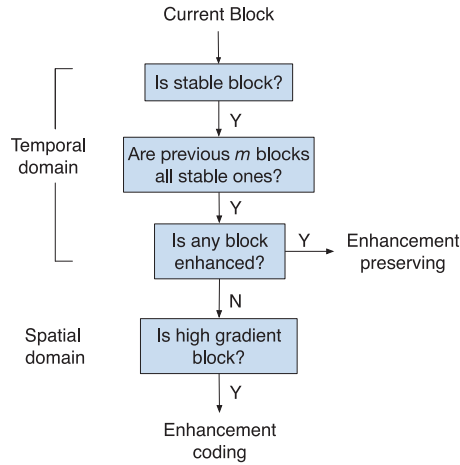 Current Block
Is stable block?
Y
Temporal
domain
Are previous m blocks
all stable ones?
Y
Is any block
enhanced?
Y
Enhancement
preserving
N
Spatial
domain
Is high gradient
block?
Y
Enhancement
coding